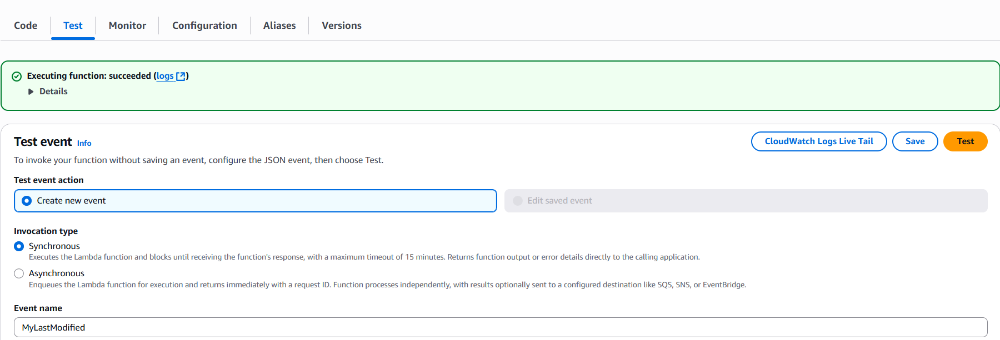 Code Test Monitor Configuration Aliases Versions
Executing function: succeeded (logs)
Details
Test event Info
CloudWatch Logs Live Tail Save Test
To invoke your function without saving an event, configure the JSON event, then choose Test.
Test event action
Create new event Edit saved event
Invocation type
Synchronous
Executes the Lambda function and blocks until receiving the function's response, with a maximum timeout of 15 minutes. Returns function output or error details directly to the calling application.
Asynchronous
Enqueues the Lambda function for execution and returns immediately with a request ID. Function processes independently, with results optionally sent to a configured destination like SQS, SNS, or EventBridge.
Event name
MyLastModified